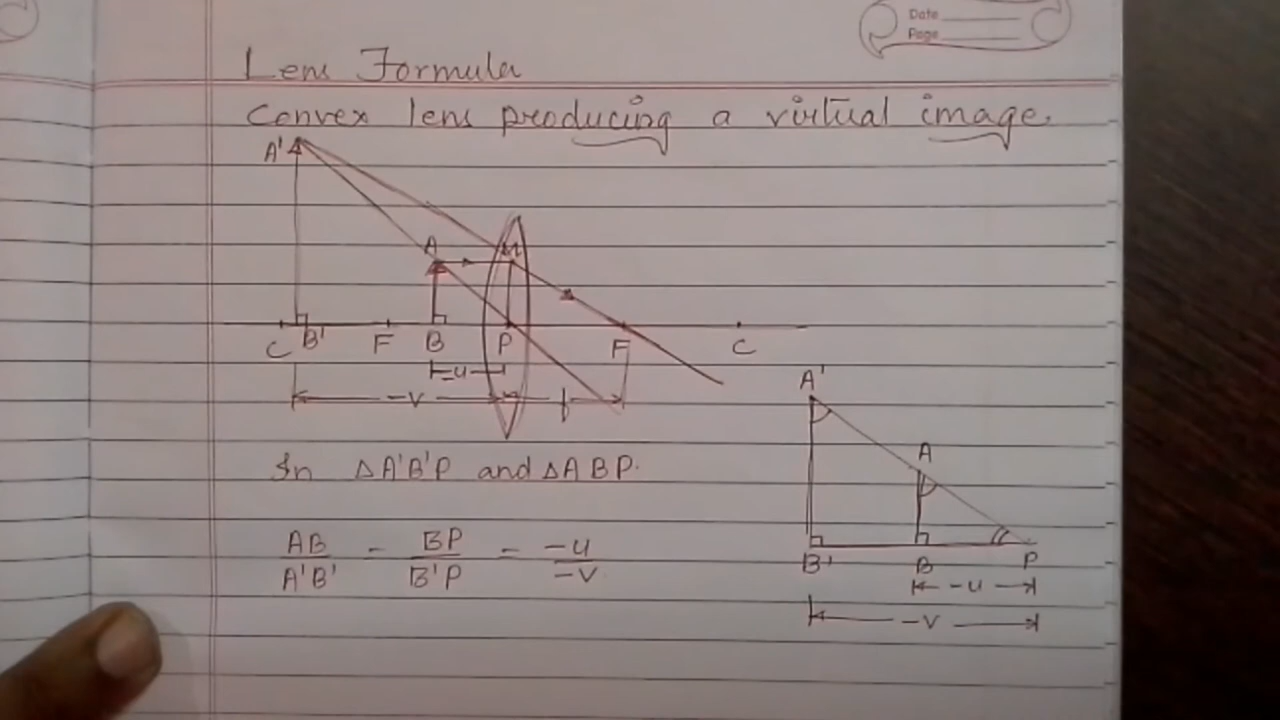 Date
Page
Lens Formula
Convex lens producing a virtual image.
A'
A M
C B' F B P F C
-u
-v f
A'
In ΔA'B'P and ΔABP.
A
AB/A'B' = BP/B'P = -u/-v
B' B P
-u
-v